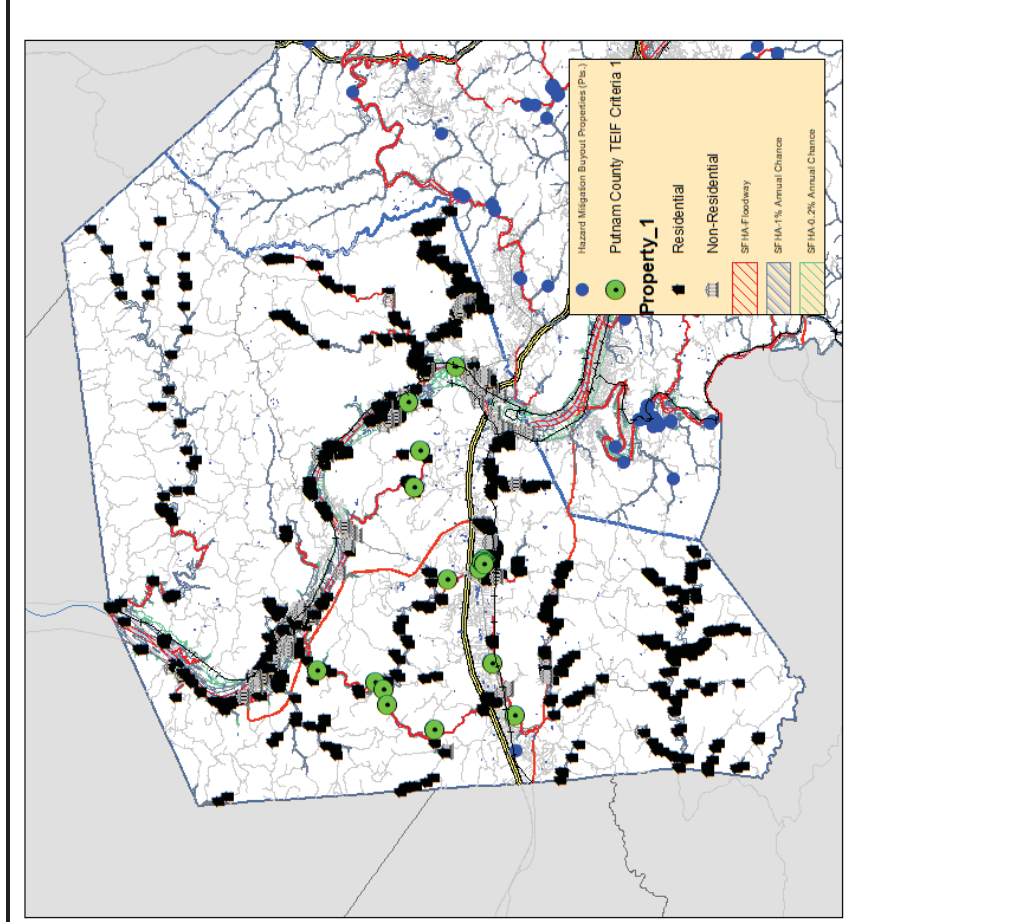 Hazard Mitigation Buyout Properties (Pts.)
Putnam County TEIF Criteria 1
Property_1
Residential
Non-Residential
SFHA-Floodway
SFHA-1% Annual Chance
SFHA-0.2% Annual Chance